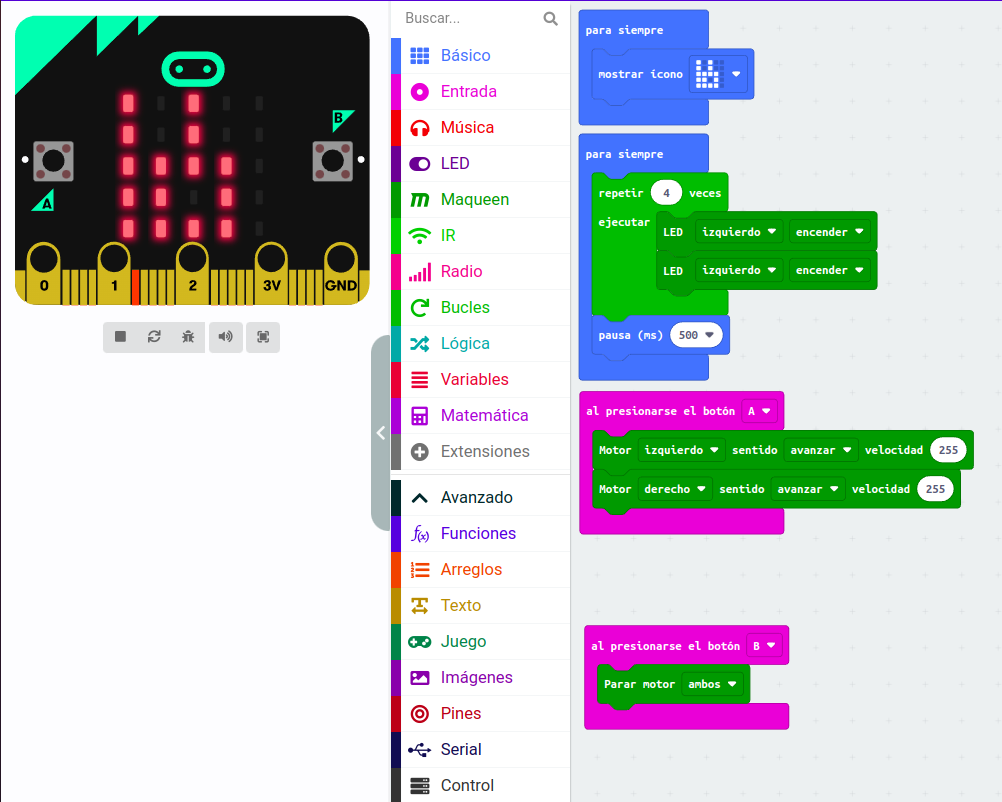 B
A
0 1 2 3V GND
Buscar...
Básico
Entrada
Música
LED
Maqueen
IR
Radio
Bucles
Lógica
Variables
Matemática
Extensiones
Avanzado
Funciones
Arreglos
Texto
Juego
Imágenes
Pines
Serial
Control
para siempre
mostrar icono
para siempre
repetir 4 veces
ejecutar
LED izquierdo encender
LED izquierdo encender
pausa (ms) 500
al presionarse el botón A
Motor izquierdo sentido avanzar velocidad 255
Motor derecho sentido avanzar velocidad 255
al presionarse el botón B
Parar motor ambos